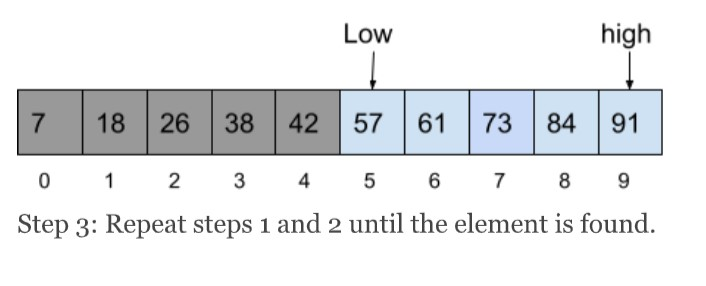 Low high
7 18 26 38 42 57 61 73 84 91
0 1 2 3 4 5 6 7 8 9
Step 3: Repeat steps 1 and 2 until the element is found.